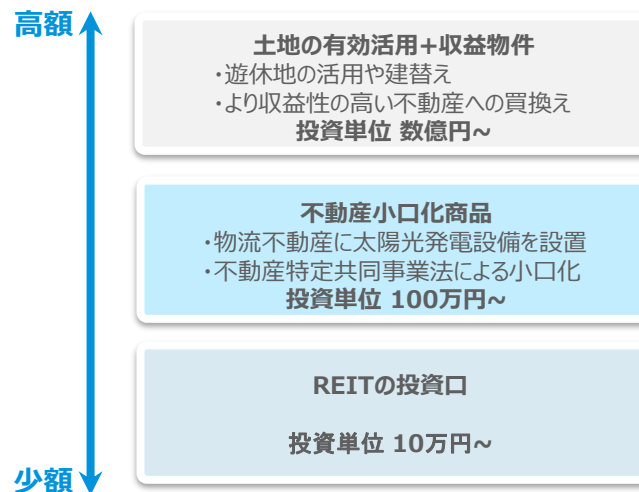 高額
土地の有効活用+収益物件
・遊休地の活用や建替え
・より収益性の高い不動産への買換え
投資単位 数億円~
不動産小口化商品
・物流不動産に太陽光発電設備を設置
・不動産特定共同事業法による小口化
投資単位 100万円~
REITの投資口
投資単位 10万円~
少額